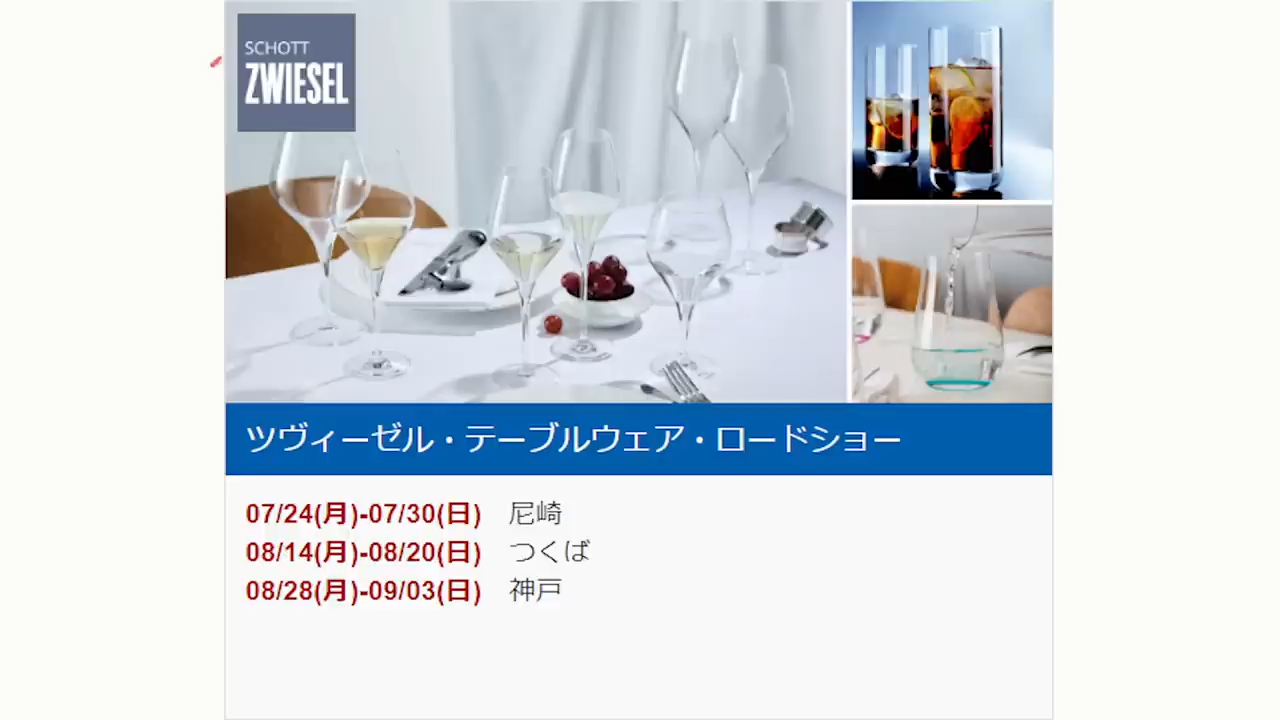 SCHOTT
ZWIESEL
ツヴィーゼル・テーブルウェア・ロードショー
07/24(月)-07/30(日) 尼崎
08/14(月)-08/20(日) つくば
08/28(月)-09/03(日) 神戸